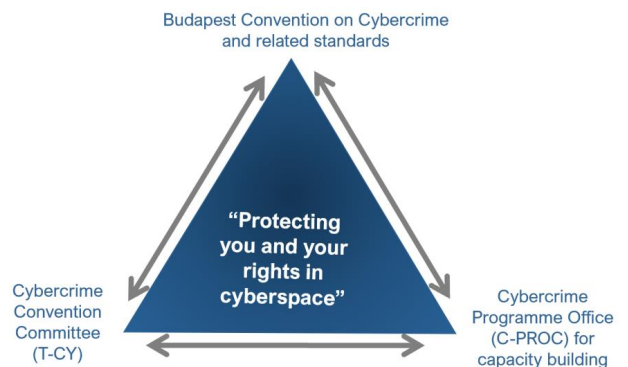 Budapest Convention on Cybercrime
and related standards
“Protecting
you and your
rights in
cyberspace”
Cybercrime
Convention
Committee
(T-CY)
Cybercrime
Programme Office
(C-PROC) for
capacity building